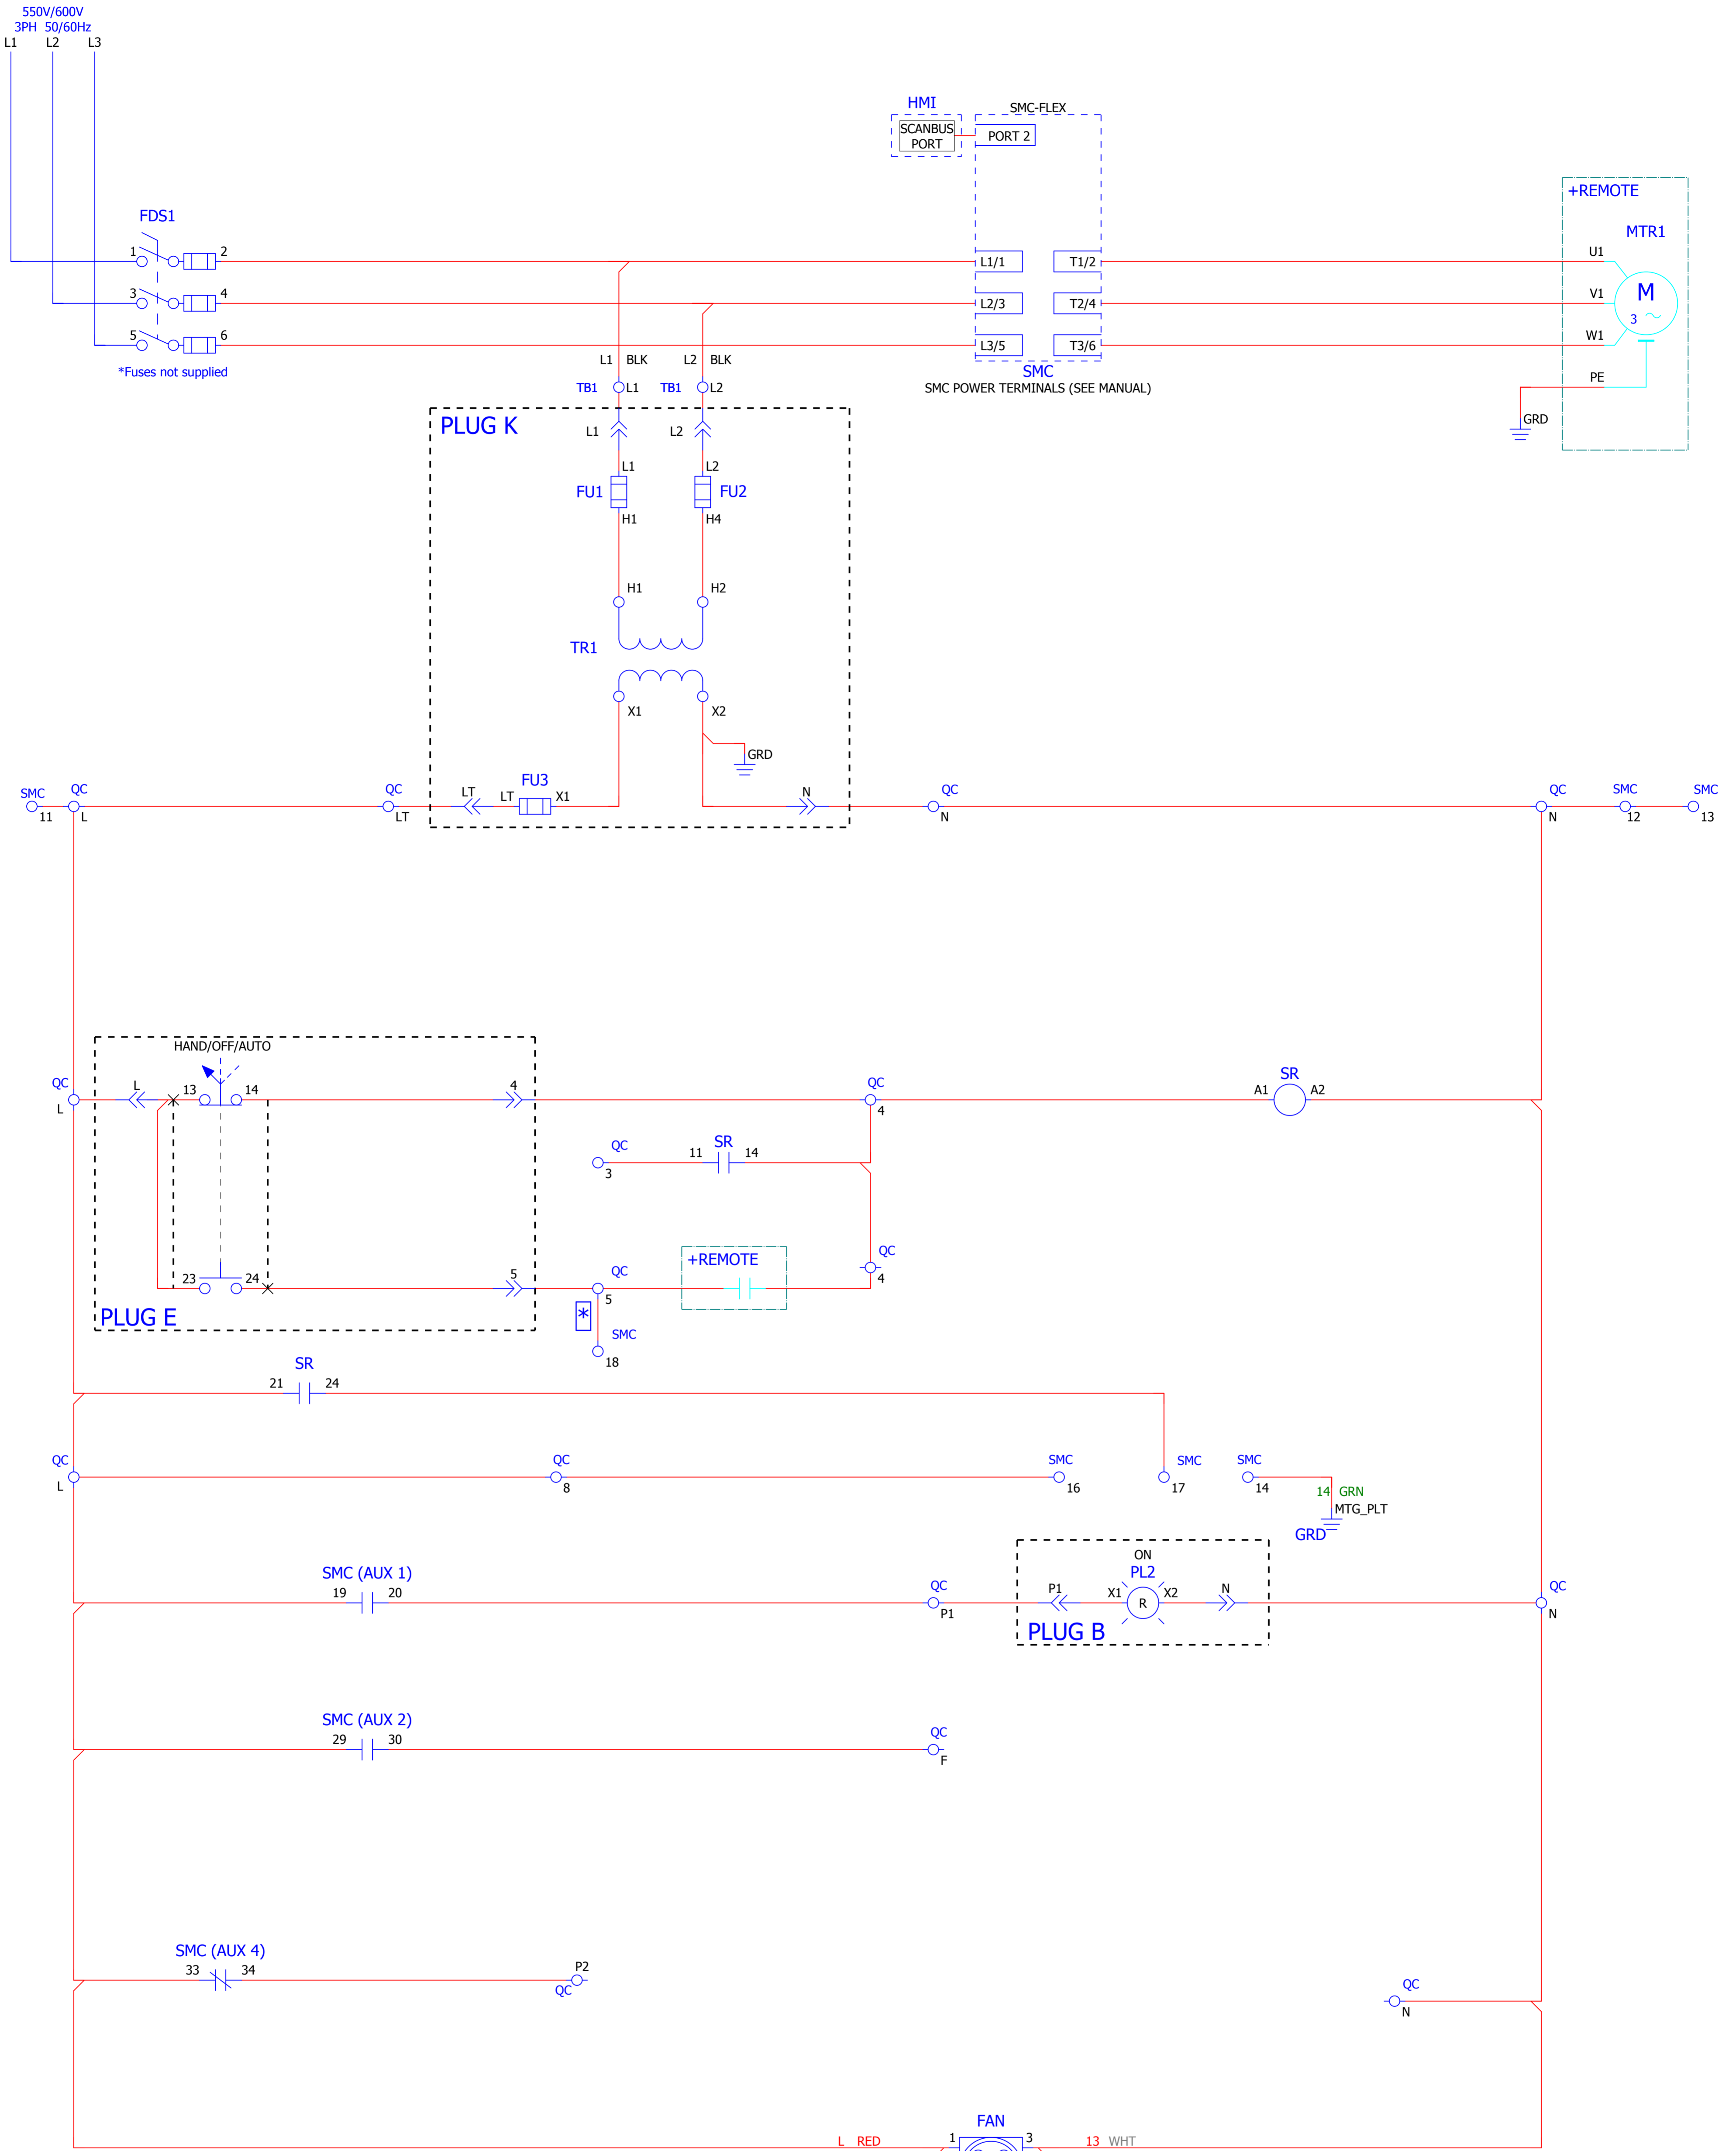 550V/600V
3PH 50/60Hz
L1 L2 L3
HMI
SMC-FLEX
SCANBUS
PORT
PORT 2
+REMOTE
FDS1
MTR1
1 2
L1/1 T1/2
U1
3 4
L2/3 T2/4
V1
M
3
5 6
L3/5 T3/6
W1
*Fuses not supplied
L1 BLK L2 BLK
SMC
SMC POWER TERMINALS (SEE MANUAL)
PE
GRD
TB1 L1 TB1 L2
PLUG K
L1 L2
L1 L2
FU1 FU2
H1 H4
H1 H2
TR1
X1 X2
GRD
SMC QC QC LT LT FU3 X1 N QC QC SMC SMC
11 L LT N N 12 13
HAND/OFF/AUTO
QC L 13 14 4 QC SR
L 4 A1 A2
QC 11 SR 14
3
+REMOTE
QC
4
23 24 5 QC
5
PLUG E
*
SMC
18
SR
21 24
QC QC SMC SMC SMC
L 8 16 17 14
14 GRN
MTG_PLT
GRD
ON
SMC (AUX 1) PL2
19 20 QC P1 X1 R X2 N QC
P1 N
PLUG B
SMC (AUX 2)
29 30 QC
F
SMC (AUX 4)
33 34 P2
QC
QC
N
FAN
L RED 1 3 13 WHT